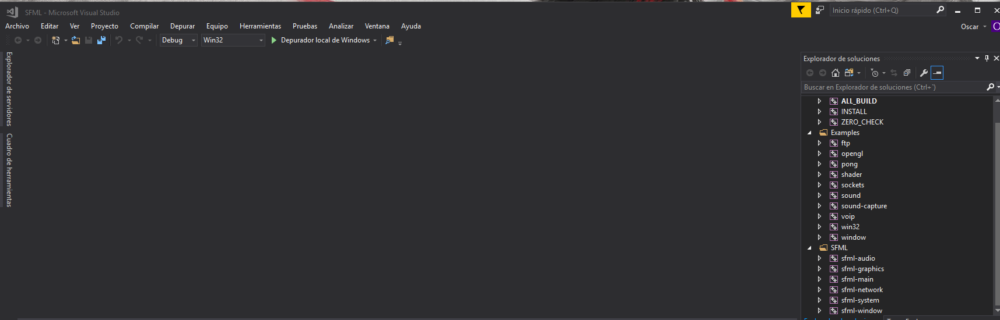 SFML - Microsoft Visual Studio
Inicio rápido (Ctrl+Q)
Archivo Editar Ver Proyecto Compilar Depurar Equipo Herramientas Pruebas Analizar Ventana Ayuda
Oscar
Debug Win32 Depurador local de Windows
Explorador de servidores
Cuadro de herramientas
Explorador de soluciones
Buscar en Explorador de soluciones (Ctrl+`)
ALL_BUILD
INSTALL
ZERO_CHECK
Examples
ftp
opengl
pong
shader
sockets
sound
sound-capture
voip
win32
window
SFML
sfml-audio
sfml-graphics
sfml-main
sfml-network
sfml-system
sfml-window